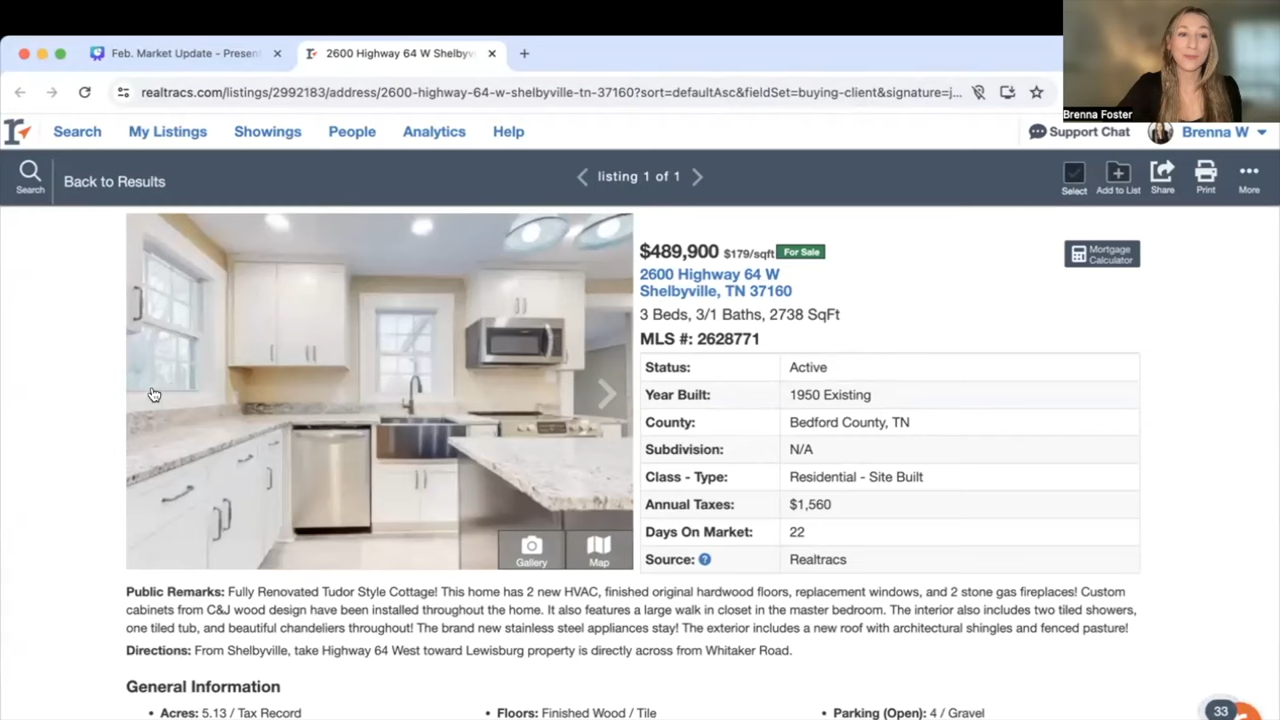 Feb. Market Update - Presen
2600 Highway 64 W Shelbyv
realtracs.com/listings/2992183/address/2600-highway-64-w-shelbyville-tn-37160?sort=defaultAsc&fieldSet=buying-client&signature=j...
Brenna Foster
Search My Listings Showings People Analytics Help
Support Chat Brenna W
Search
Back to Results
listing 1 of 1
Select Add to List Share Print More
$489,900 $179/sqft For Sale
Mortgage
Calculator
2600 Highway 64 W
Shelbyville, TN 37160
3 Beds, 3/1 Baths, 2738 SqFt
MLS #: 2628771
Status: Active
Year Built: 1950 Existing
County: Bedford County, TN
Subdivision: N/A
Class - Type: Residential - Site Built
Annual Taxes: $1,560
Days On Market: 22
Source: ? Realtracs
Gallery Map
Public Remarks: Fully Renovated Tudor Style Cottage! This home has 2 new HVAC, finished original hardwood floors, replacement windows, and 2 stone gas fireplaces! Custom
cabinets from C&J wood design have been installed throughout the home. It also features a large walk in closet in the master bedroom. The interior also includes two tiled showers,
one tiled tub, and beautiful chandeliers throughout! The brand new stainless steel appliances stay! The exterior includes a new roof with architectural shingles and fenced pasture!
Directions: From Shelbyville, take Highway 64 West toward Lewisburg property is directly across from Whitaker Road.
General Information
• Acres: 5.13 / Tax Record
• Floors: Finished Wood / Tile
• Parking (Open): 4 / Gravel
33